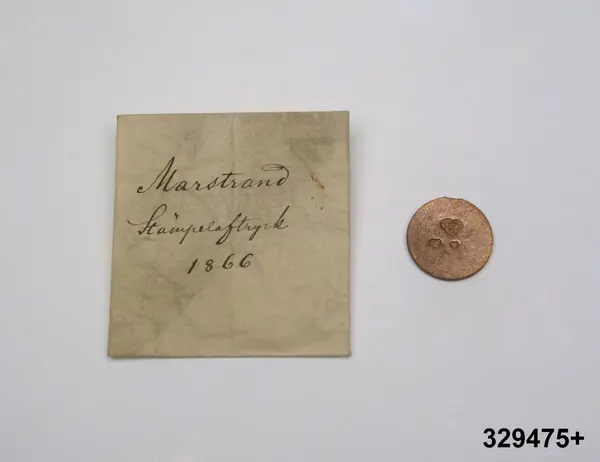 Marstrand
Stämpelaftryck
1866
329475+